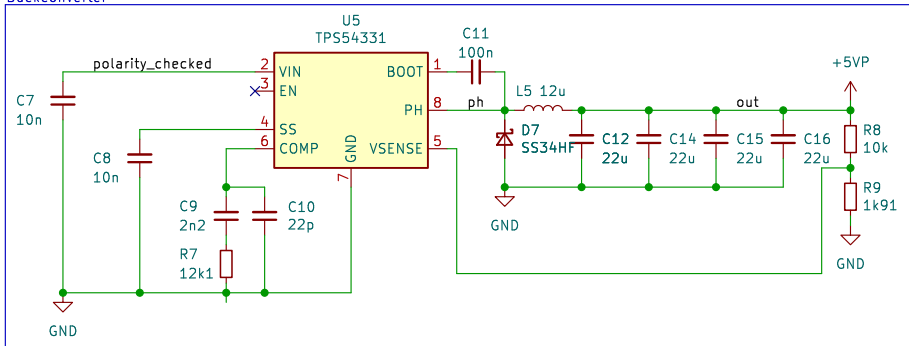 Buckconverter
U5
TPS54331
C11
100n
polarity_checked
+5VP
2
VIN
BOOT
1
3
EN
C7
10n
PH
8
ph
L5 12u
out
4
SS
D7
SS34HF
C12
22u
C14
22u
C15
22u
C16
22u
R8
10k
6
COMP
GND
7
VSENSE
5
C8
10n
R9
1k91
C9
2n2
C10
22p
GND
R7
12k1
GND
GND